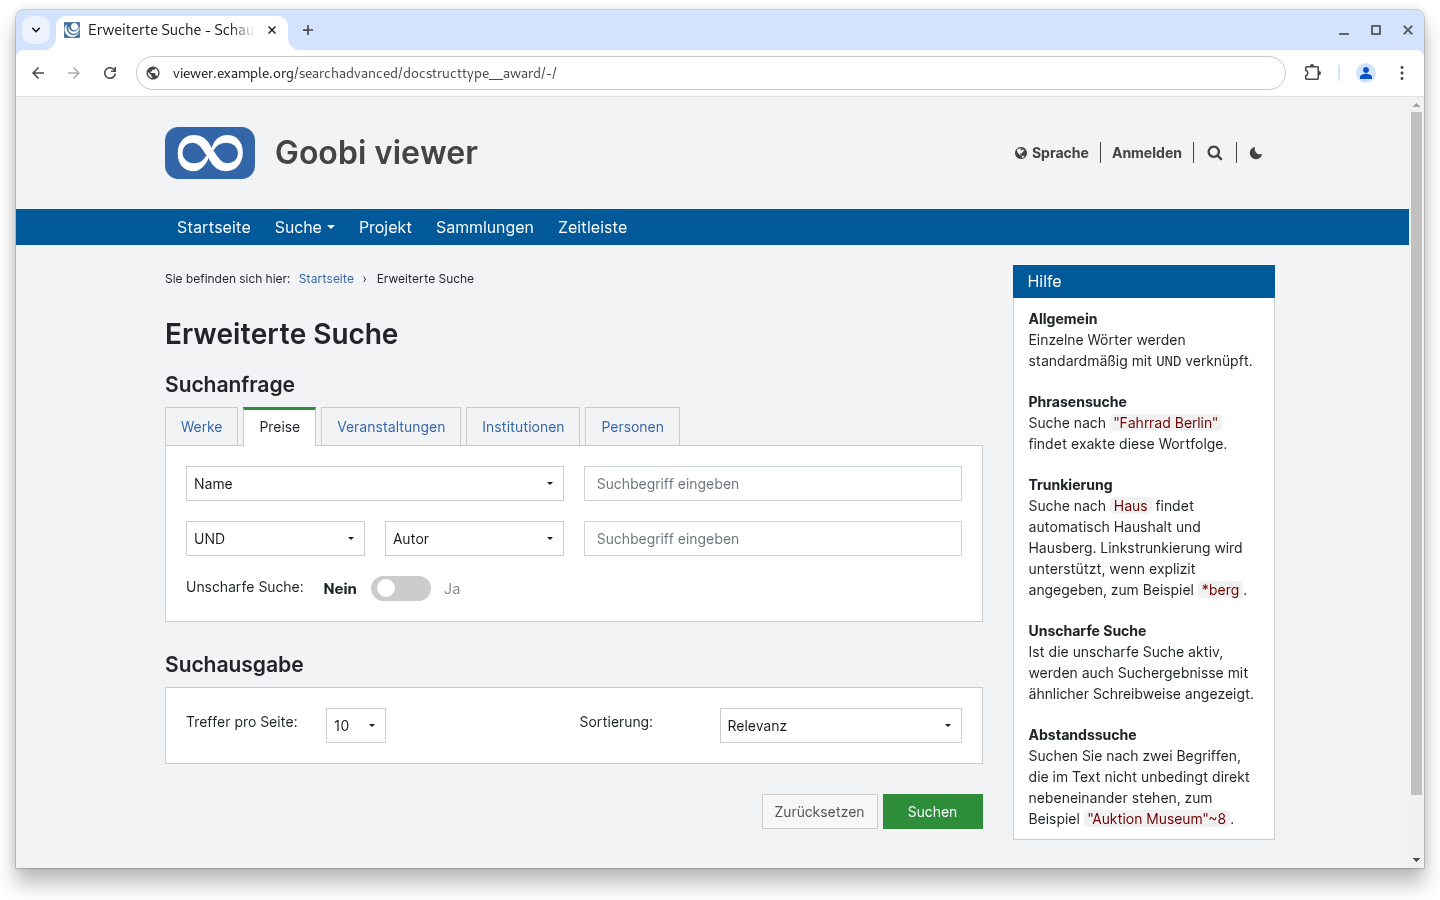 Erweiterte Suche - Schau
viewer.example.org/searchadvanced/docstructtype__award/-/
Goobi viewer
Sprache
Anmelden
Startseite
Suche
Projekt
Sammlungen
Zeitleiste
Sie befinden sich hier: Startseite › Erweiterte Suche
Erweiterte Suche
Suchanfrage
Werke
Preise
Veranstaltungen
Institutionen
Personen
Name
Suchbegriff eingeben
UND
Autor
Suchbegriff eingeben
Unscharfe Suche: Nein Ja
Suchausgabe
Treffer pro Seite: 10
Sortierung: Relevanz
Zurücksetzen
Suchen
Hilfe
Allgemein
Einzelne Wörter werden
standardmäßig mit UND verknüpft.
Phrasensuche
Suche nach "Fahrrad Berlin"
findet exakte diese Wortfolge.
Trunkierung
Suche nach Haus findet
automatisch Haushalt und
Hausberg. Linkstrunkierung wird
unterstützt, wenn explizit
angegeben, zum Beispiel *berg.
Unscharfe Suche
Ist die unscharfe Suche aktiv,
werden auch Suchergebnisse mit
ähnlicher Schreibweise angezeigt.
Abstandssuche
Suchen Sie nach zwei Begriffen,
die im Text nicht unbedingt direkt
nebeneinander stehen, zum
Beispiel "Auktion Museum"~8.